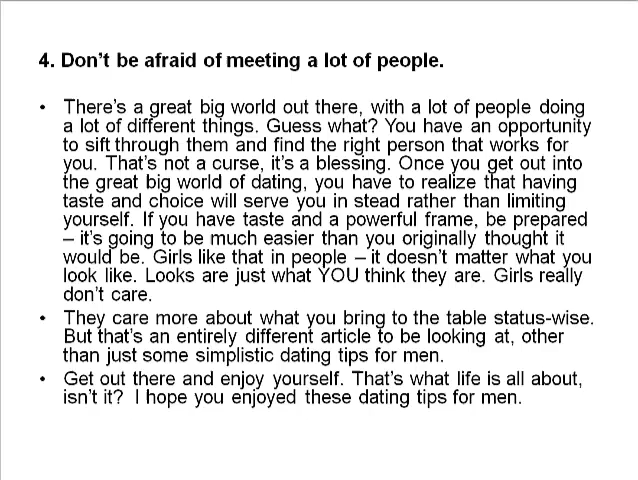 4. Don't be afraid of meeting a lot of people.
• There's a great big world out there, with a lot of people doing
a lot of different things. Guess what? You have an opportunity
to sift through them and find the right person that works for
you. That's not a curse, it's a blessing. Once you get out into
the great big world of dating, you have to realize that having
taste and choice will serve you in stead rather than limiting
yourself. If you have taste and a powerful frame, be prepared
– it's going to be much easier than you originally thought it
would be. Girls like that in people – it doesn't matter what you
look like. Looks are just what YOU think they are. Girls really
don't care.
• They care more about what you bring to the table status-wise.
But that's an entirely different article to be looking at, other
than just some simplistic dating tips for men.
• Get out there and enjoy yourself. That's what life is all about,
isn't it?  I hope you enjoyed these dating tips for men.